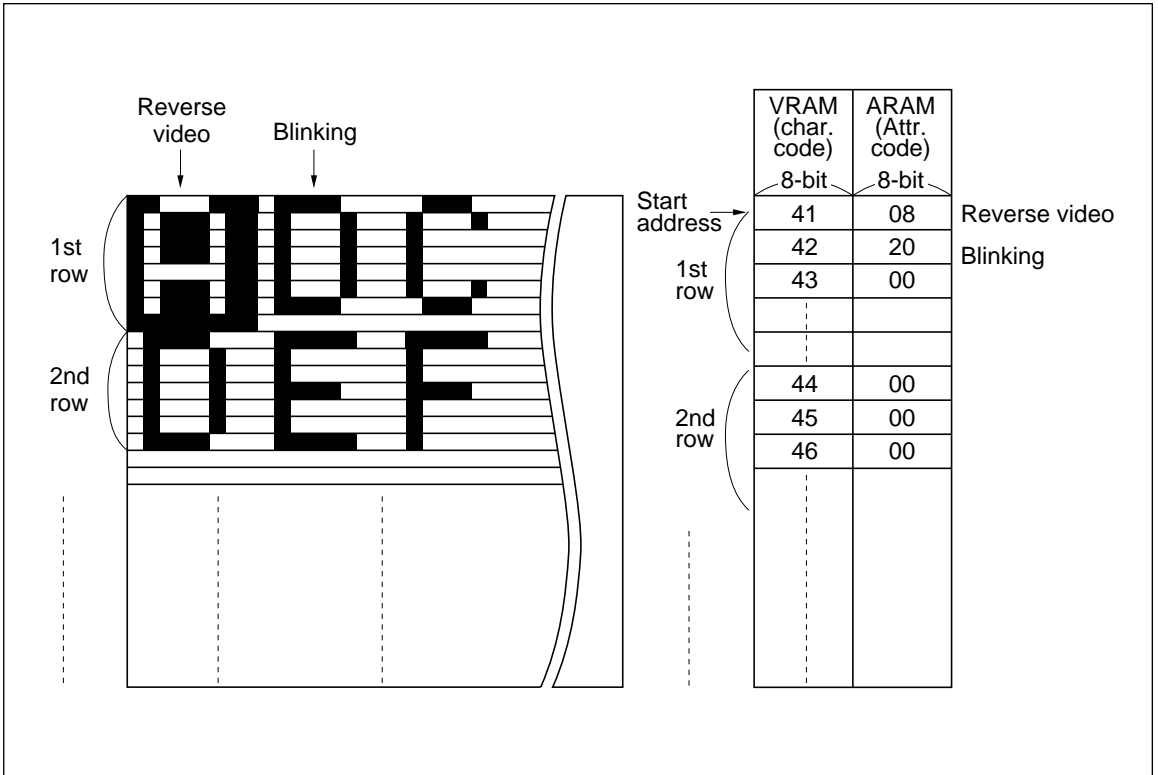 Reverse
video
Blinking
1st
row
2nd
row
VRAM
(char.
code)
ARAM
(Attr.
code)
8-bit
8-bit
Start
address
41 08 Reverse video
42 20 Blinking
43 00
1st
row
44 00
45 00
46 00
2nd
row